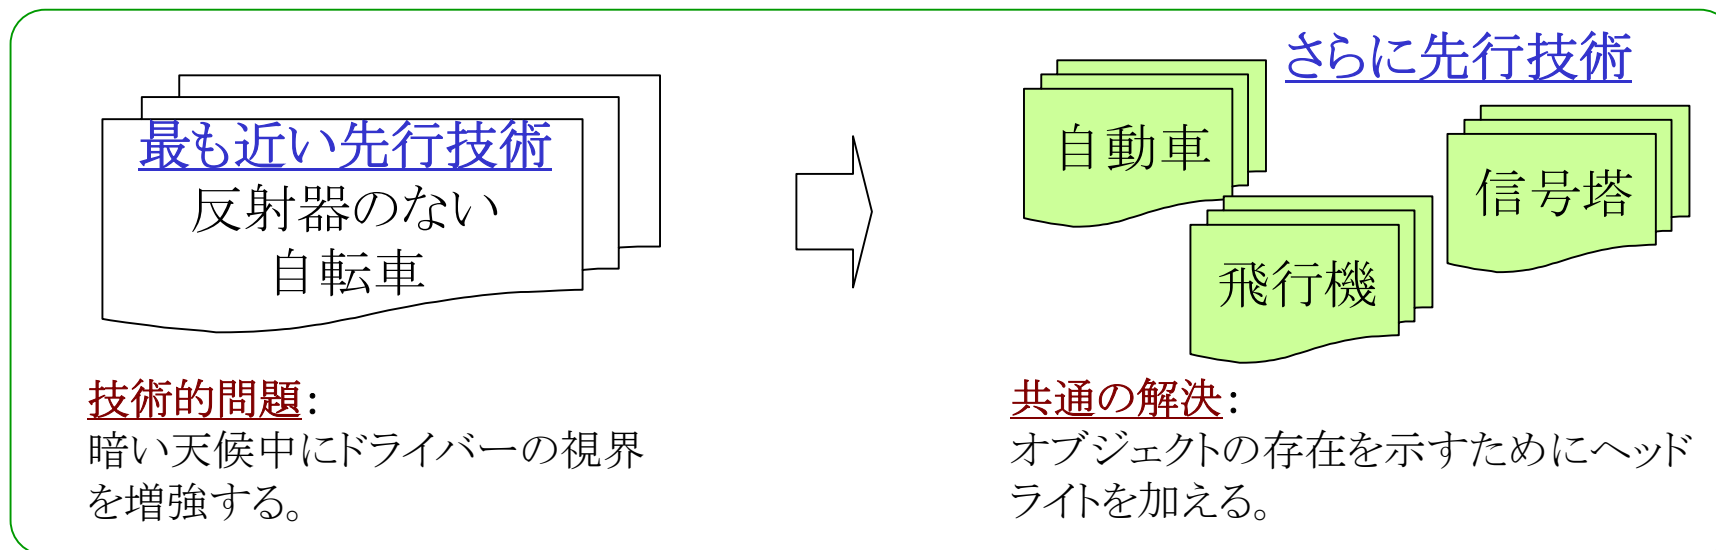 最も近い先行技術
反射器のない
自転車
技術的問題：
暗い天候中にドライバーの視界
を増強する。
さらに先行技術
自動車
信号塔
飛行機
共通の解決：
オブジェクトの存在を示すためにヘッド
ライトを加える。